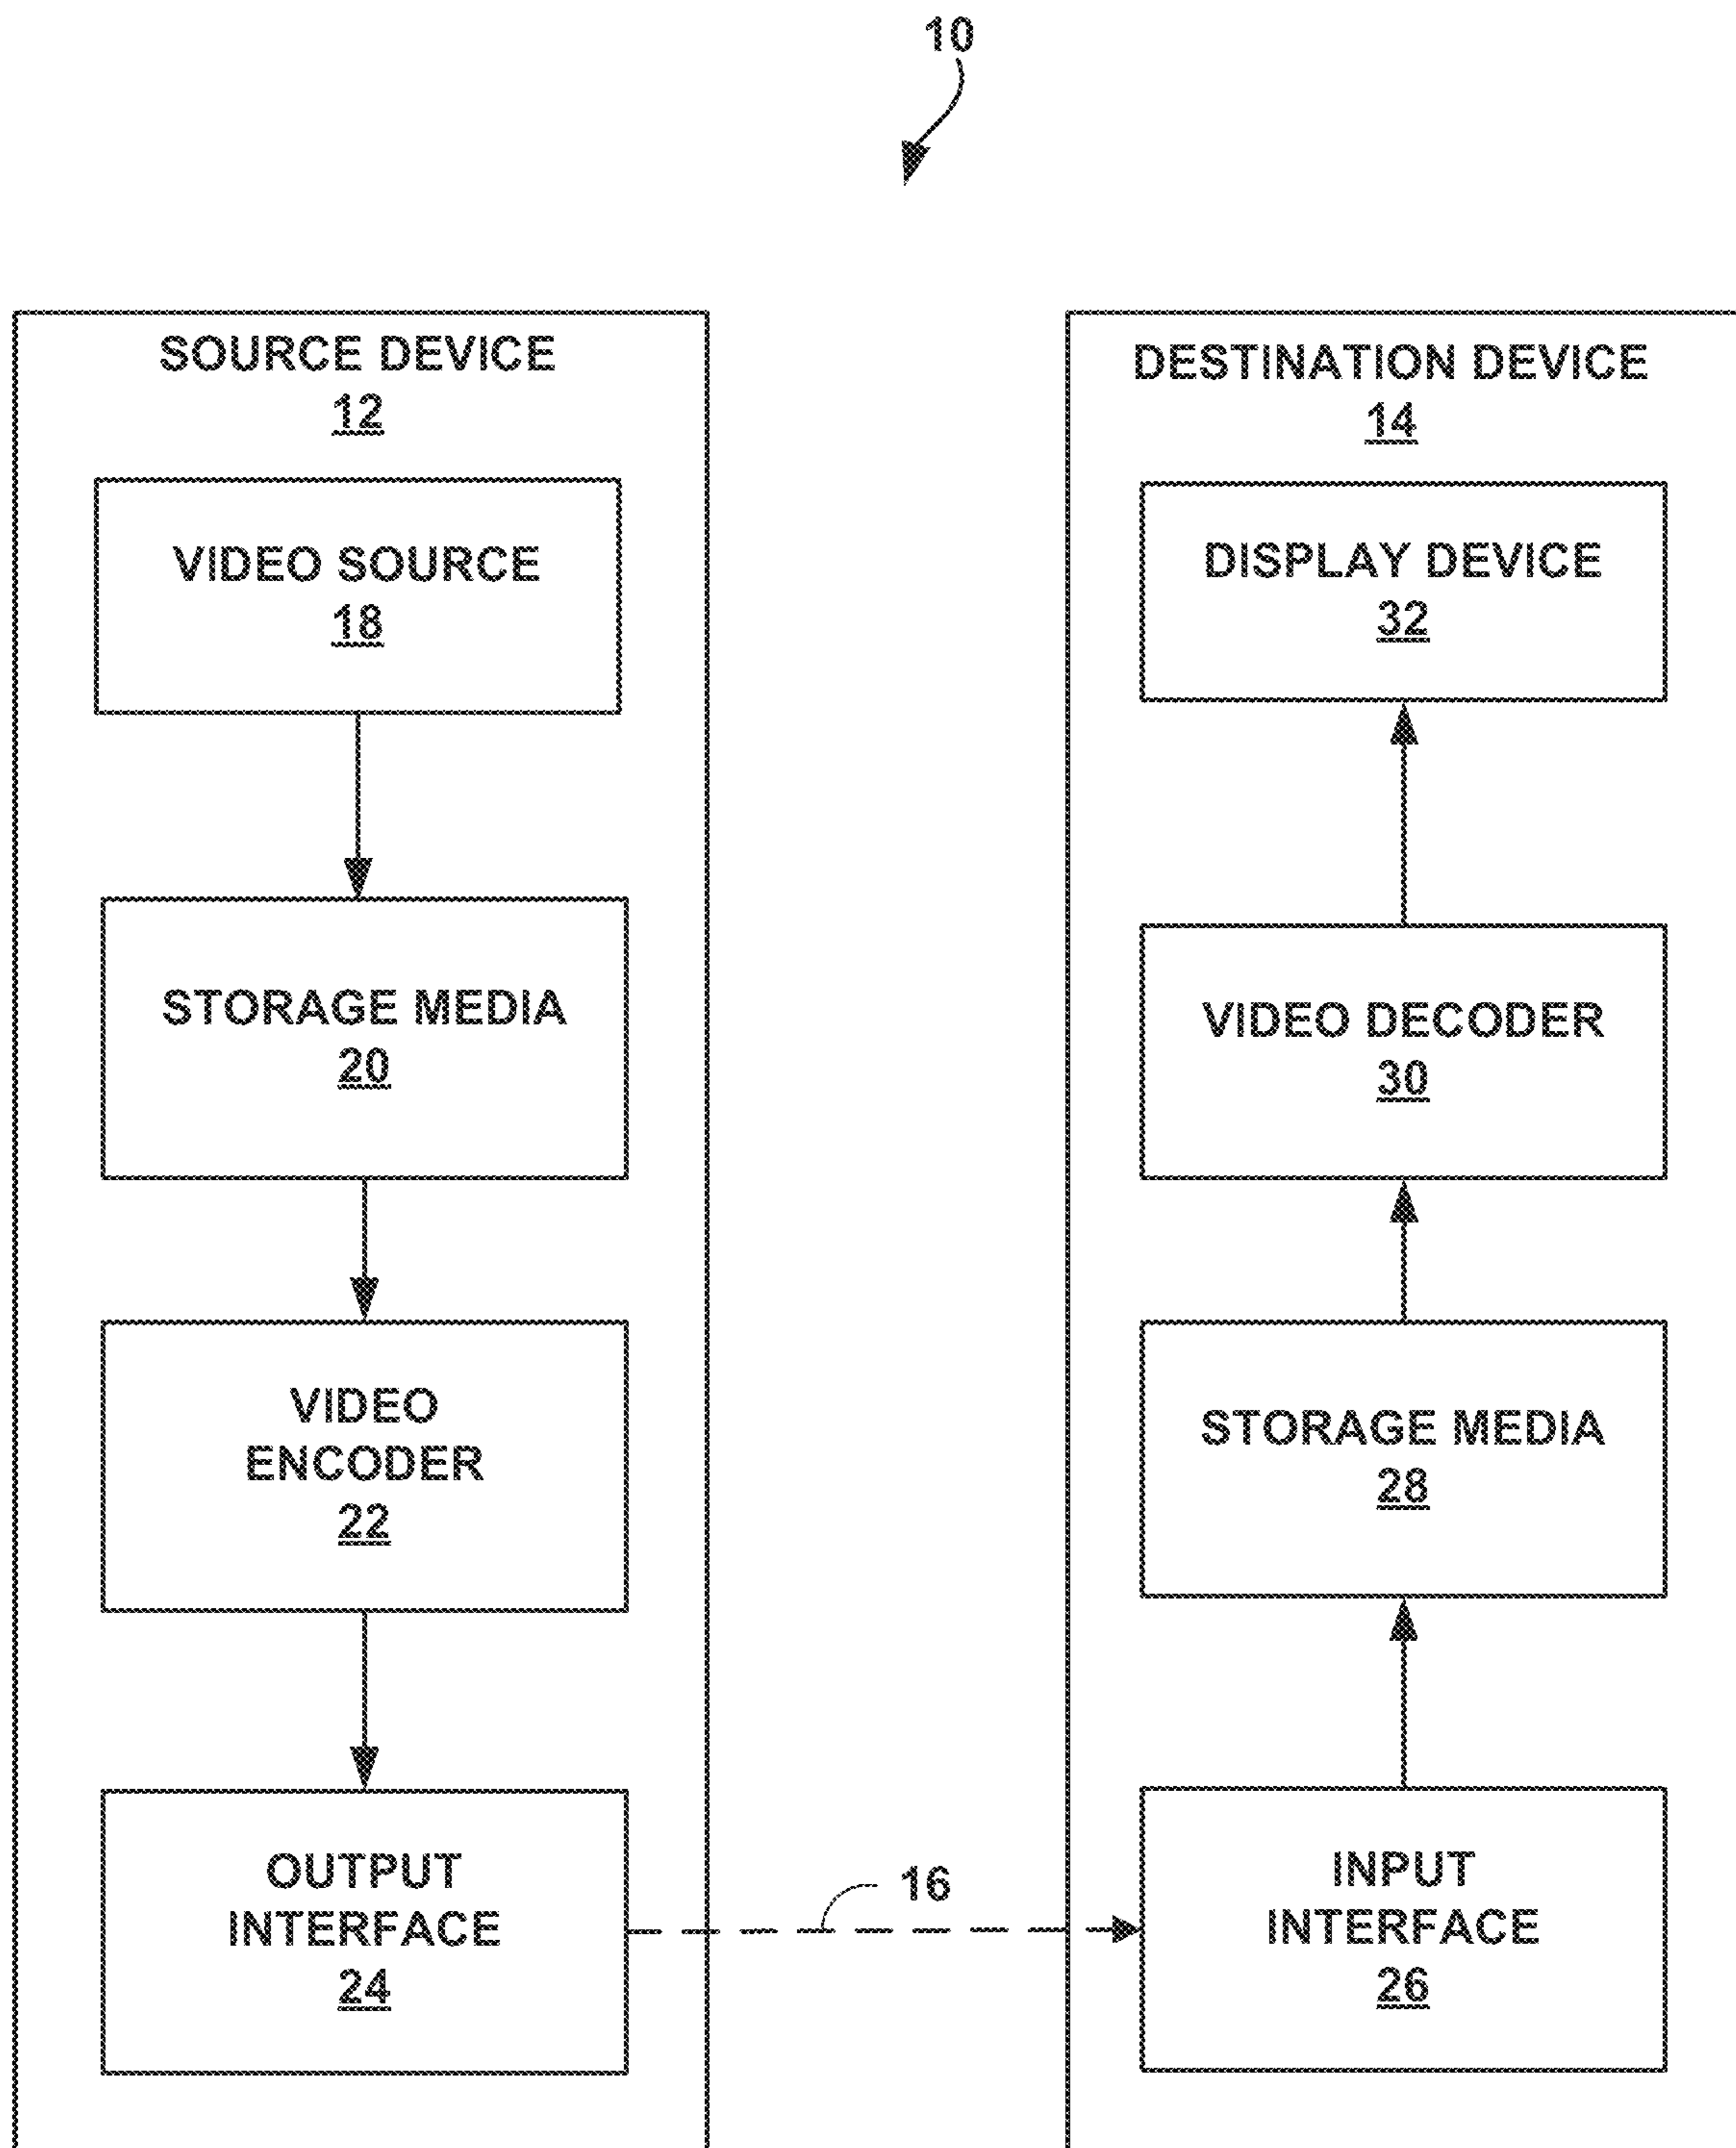 10
SOURCE DEVICE
12
VIDEO SOURCE
18
STORAGE MEDIA
20
VIDEO
ENCODER
22
OUTPUT
INTERFACE
24
16
DESTINATION DEVICE
14
DISPLAY DEVICE
32
VIDEO DECODER
30
STORAGE MEDIA
28
INPUT
INTERFACE
26